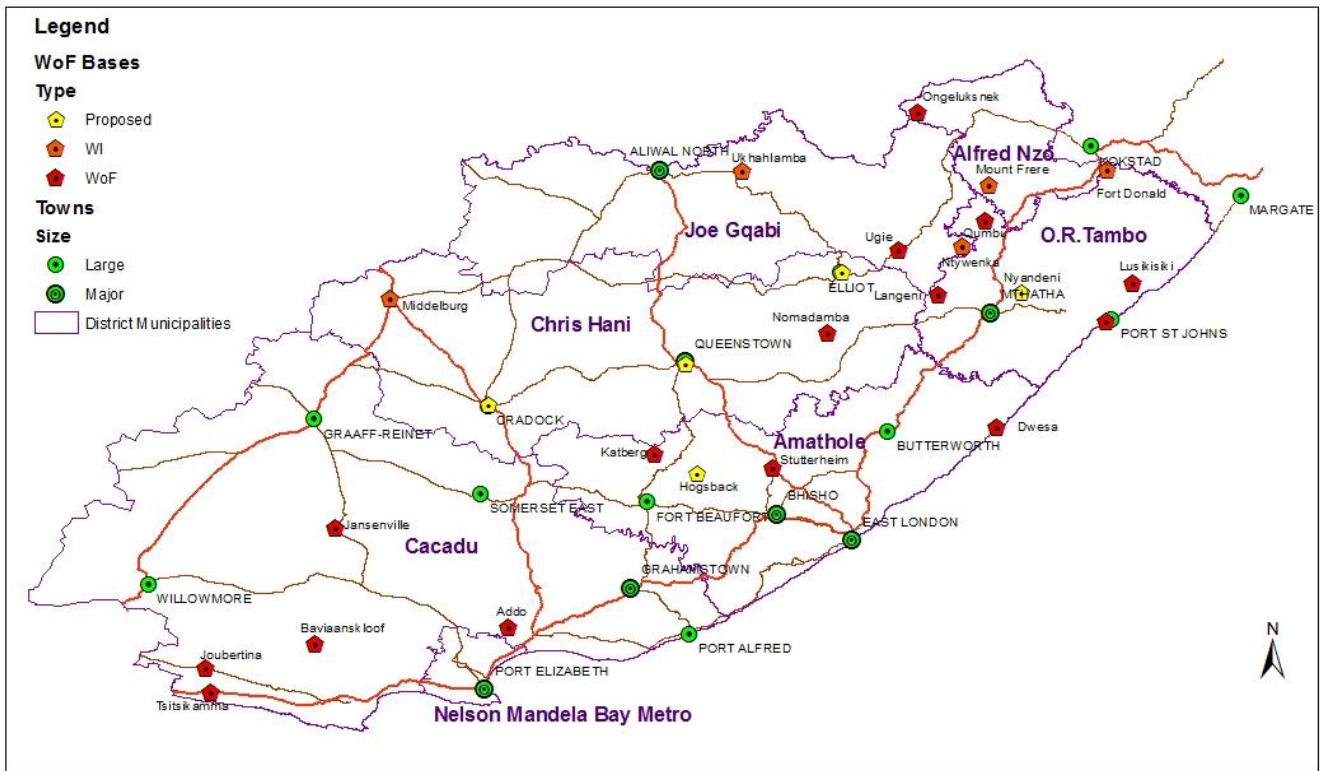 Legend
WoF Bases
Type
Proposed
WI
WoF
Towns
Size
Large
Major
District Municipalities
Ongeluksnek
ALIWAL NORTH
Ukhahlamba
Alfred Nzo
KOKSTAD
Mount Frere
Fort Donald
MARGATE
Joe Gqabi
Ugie
Qumbu
O.R.Tambo
Ntywenka
ELLIOT
Langeni
Nyandeni
MTHATHA
Lusikisiki
Middelburg
Chris Hani
Nomadamba
PORT ST JOHNS
QUEENSTOWN
CRADOCK
GRAAFF-REINET
Amathole
BUTTERWORTH
Dwesa
Katberg
Stutterheim
Hogsback
BHISHO
SOMERSET EAST
FORT BEAUFORT
EAST LONDON
Jansenville
Cacadu
GRAHAMSTOWN
WILLOWMORE
Addo
Baviaanskloof
PORT ALFRED
Joubertina
PORT ELIZABETH
Tsitsikamma
Nelson Mandela Bay Metro
N